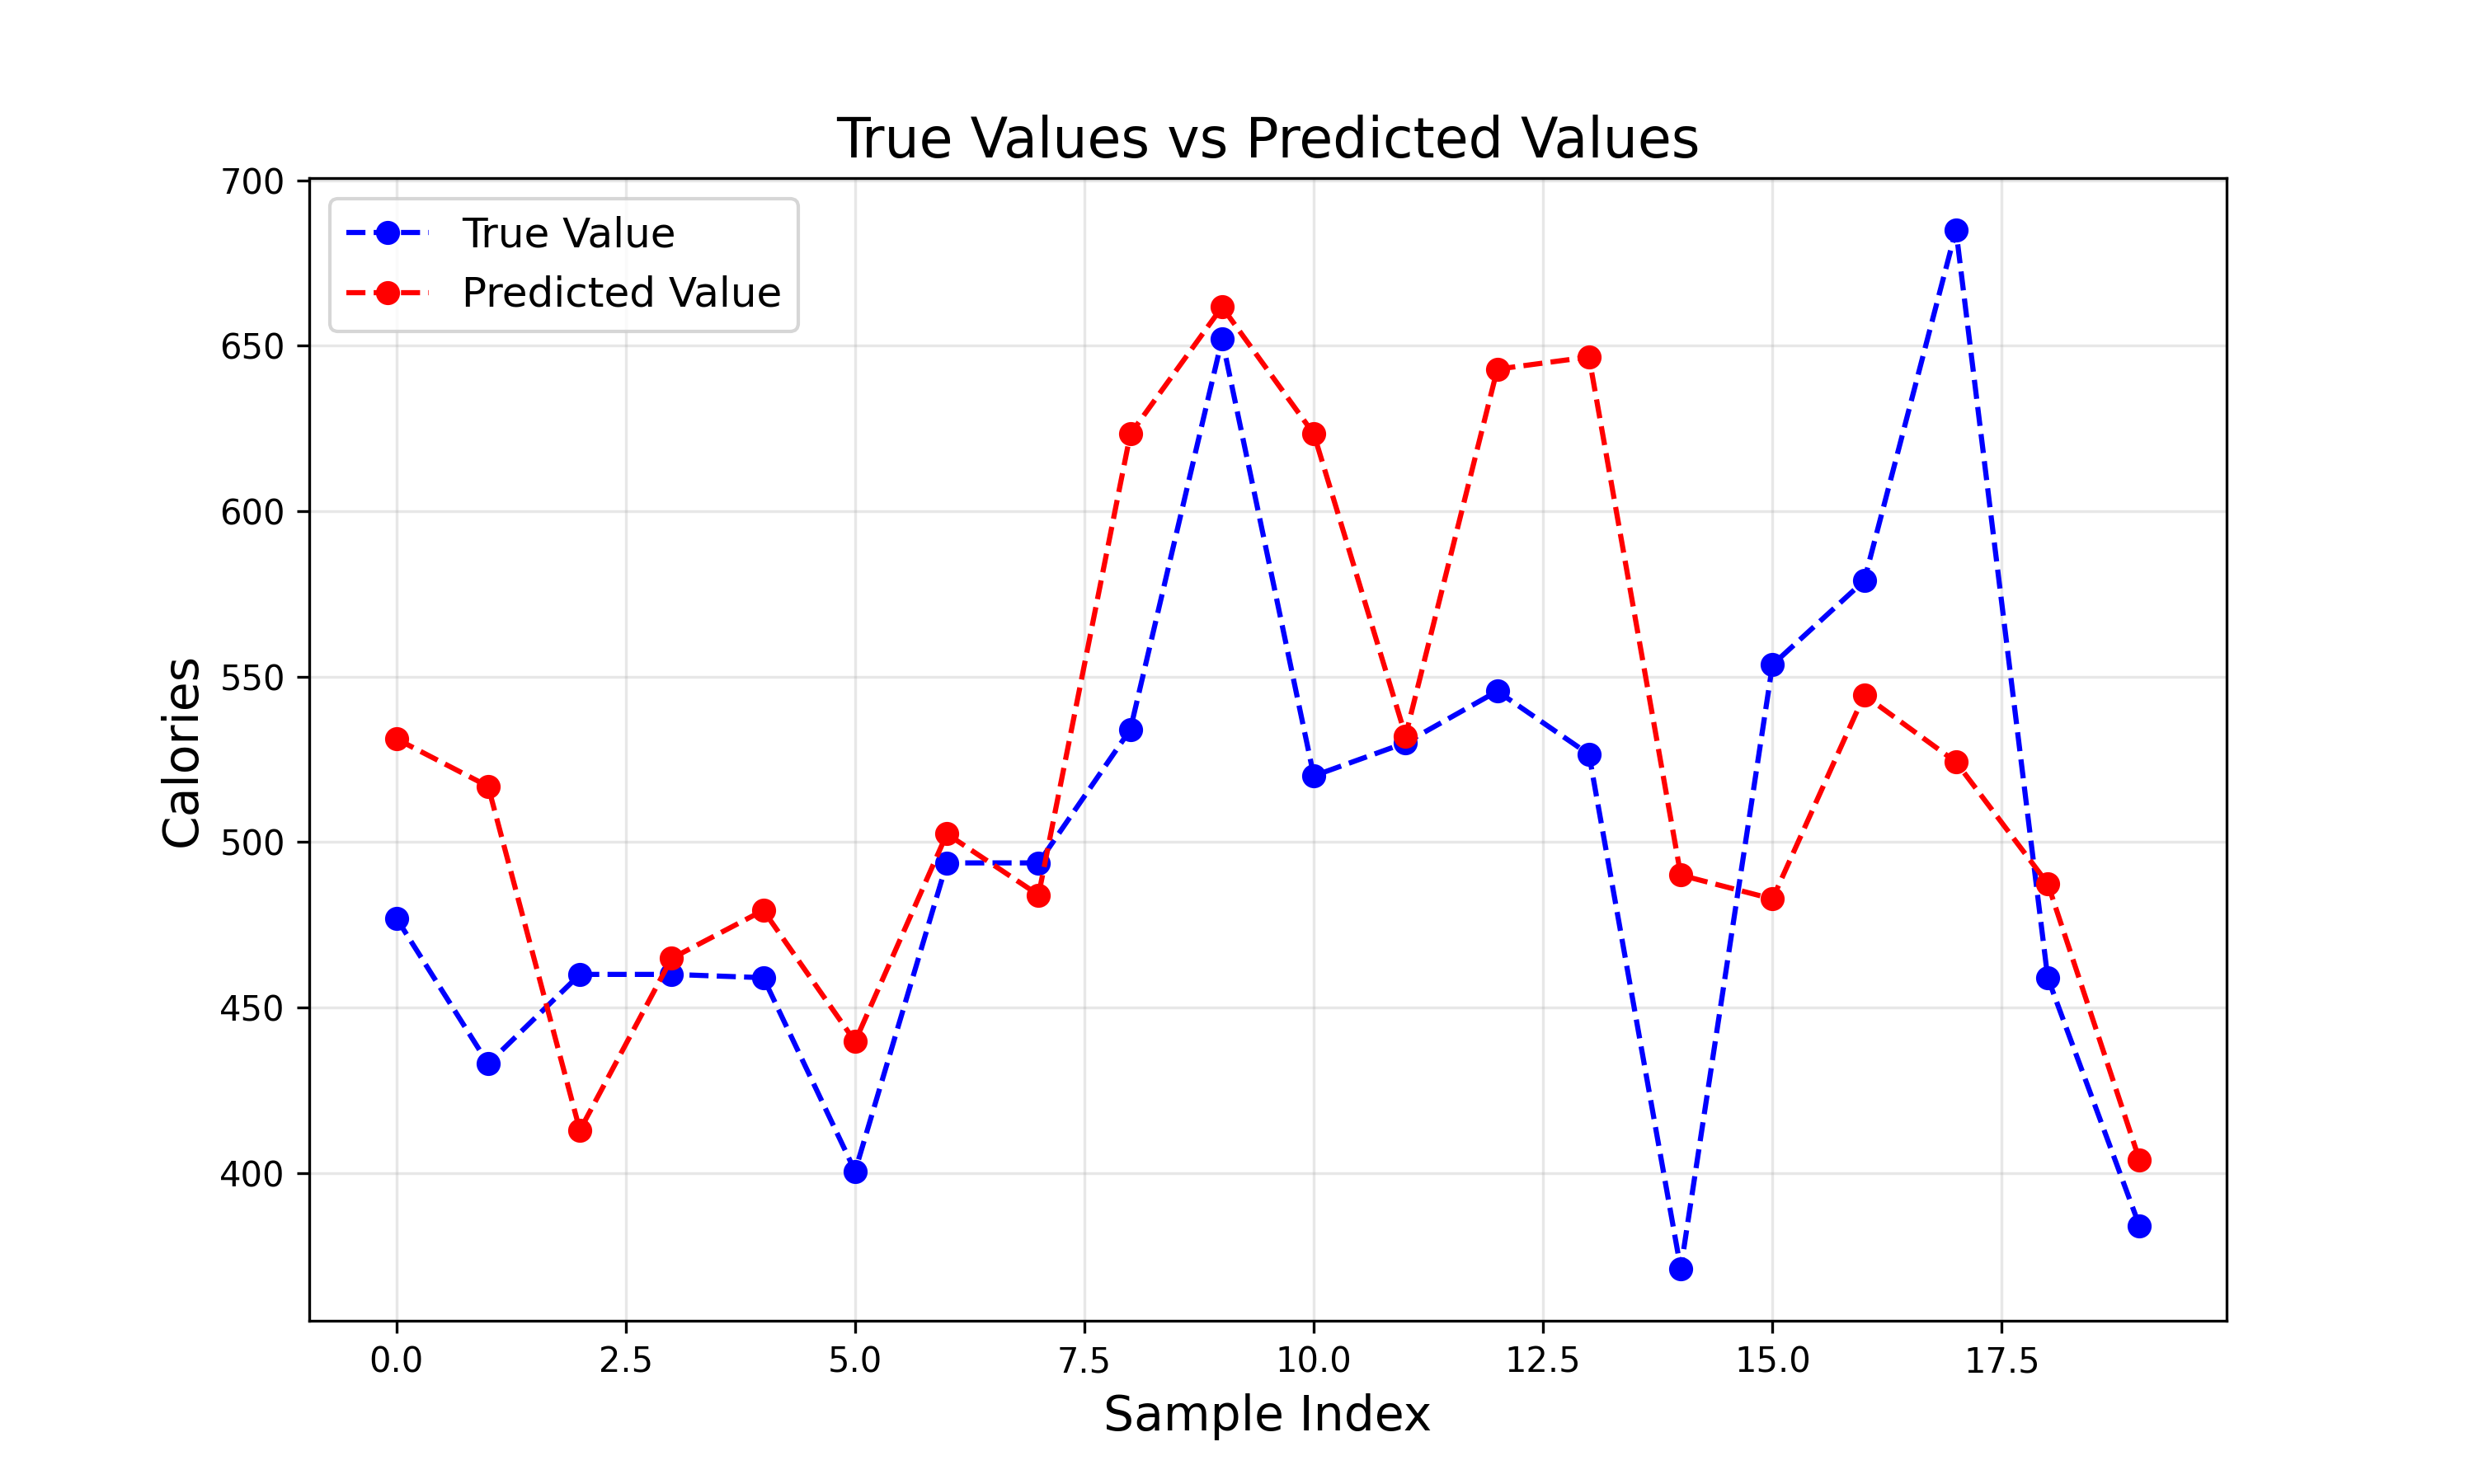 True Values vs Predicted Values
700
650
600
550
500
450
400
True Value
Predicted Value
Calories
0.0 2.5 5.0 7.5 10.0 12.5 15.0 17.5
Sample Index